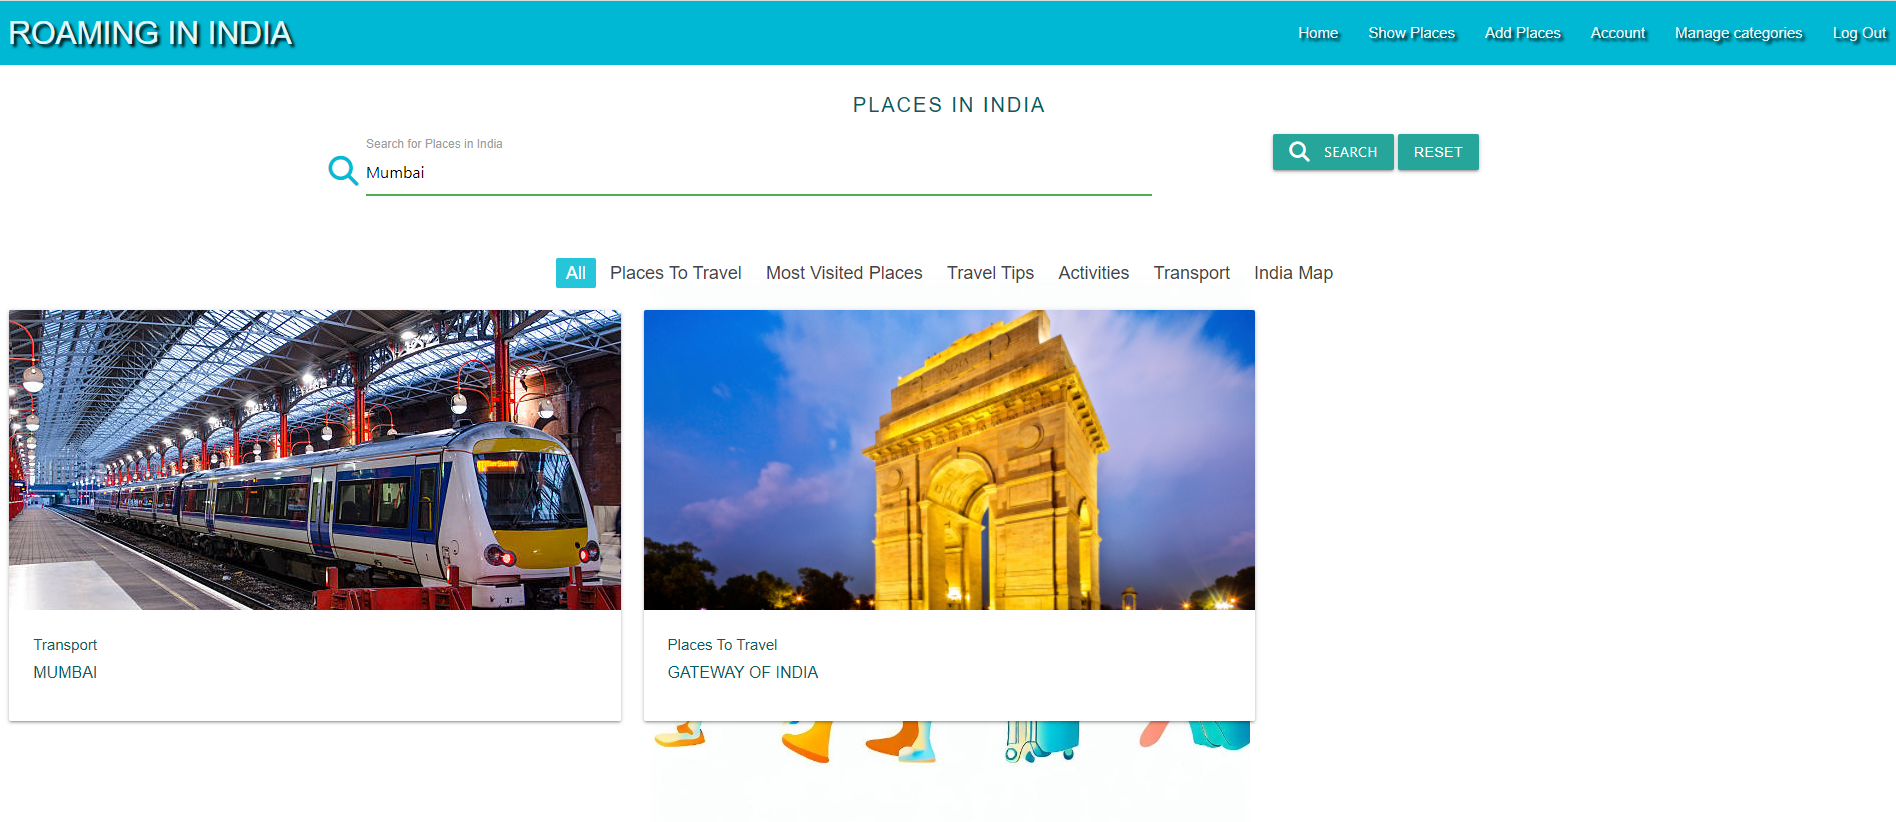 ROAMING IN INDIA
Home Show Places Add Places Account Manage categories Log Out
PLACES IN INDIA
Search for Places in India
Mumbai
SEARCH RESET
All Places To Travel Most Visited Places Travel Tips Activities Transport India Map
Transport
MUMBAI
Places To Travel
GATEWAY OF INDIA